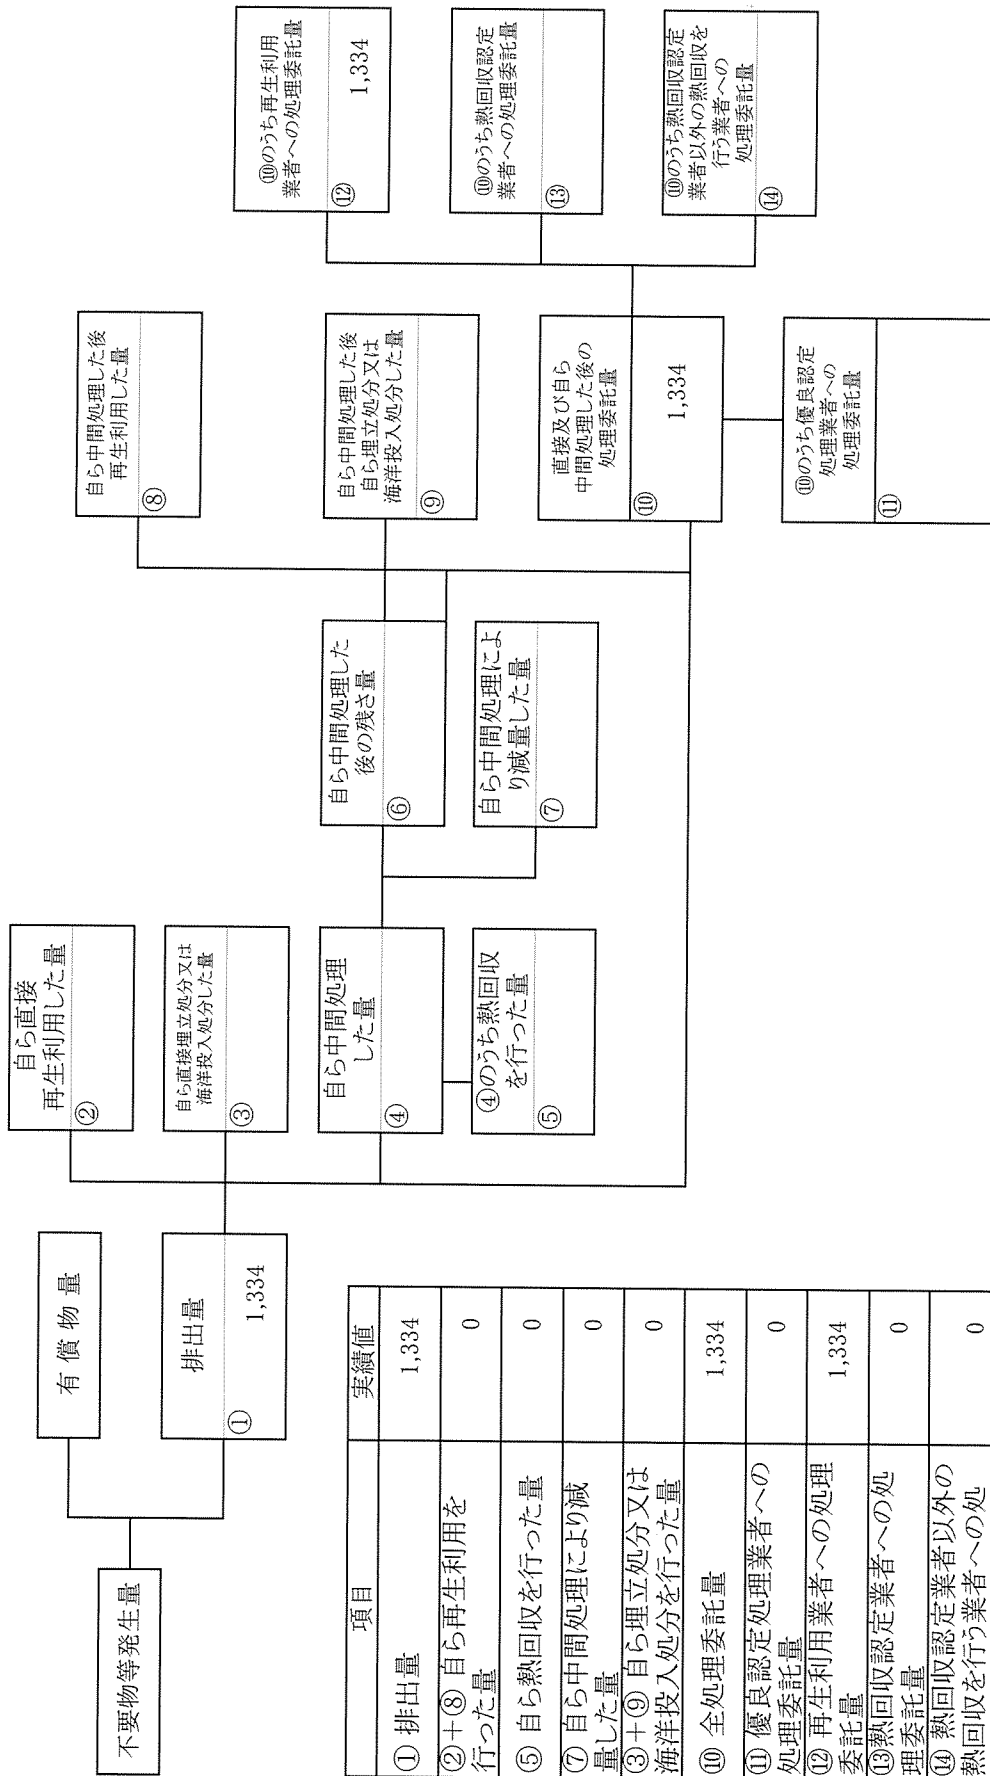 不要物等発生量
有償物量
排出量
①
1,334
自ら直接
再生利用した量
②
自ら直接埋立処分又は
海洋投入処分した量
③
自ら中間処理
した量
④
④のうち熱回収
を行った量
⑤
自ら中間処理した
後の残さ量
⑥
自ら中間処理によ
り減量した量
⑦
自ら中間処理した後
再生利用した量
⑧
自ら中間処理した後
自ら埋立処分又は
海洋投入処分した量
⑨
直接及び自ら
中間処理した後の
処理委託量
⑩
1,334
⑩のうち優良認定
処理業者への
処理委託量
⑪
⑩のうち再生利用
業者への処理委託量
⑫
1,334
⑩のうち熱回収認定
業者への処理委託量
⑬
⑩のうち熱回収認定
業者以外の熱回収を
行う業者への
処理委託量
⑭
項目 実績値
① 排出量 1,334
②+⑧ 自ら再生利用を
行った量 0
⑤ 自ら熱回収を行った量 0
⑦ 自ら中間処理により減
量した量 0
③+⑨ 自ら埋立処分又は
海洋投入処分を行った量 0
⑩ 全処理委託量 1,334
⑪ 優良認定処理業者への
処理委託量 0
⑫ 再生利用業者への処理
委託量 1,334
⑬熱回収認定業者への処
理委託量 0
⑭ 熱回収認定業者以外の
熱回収を行う業者への処 0